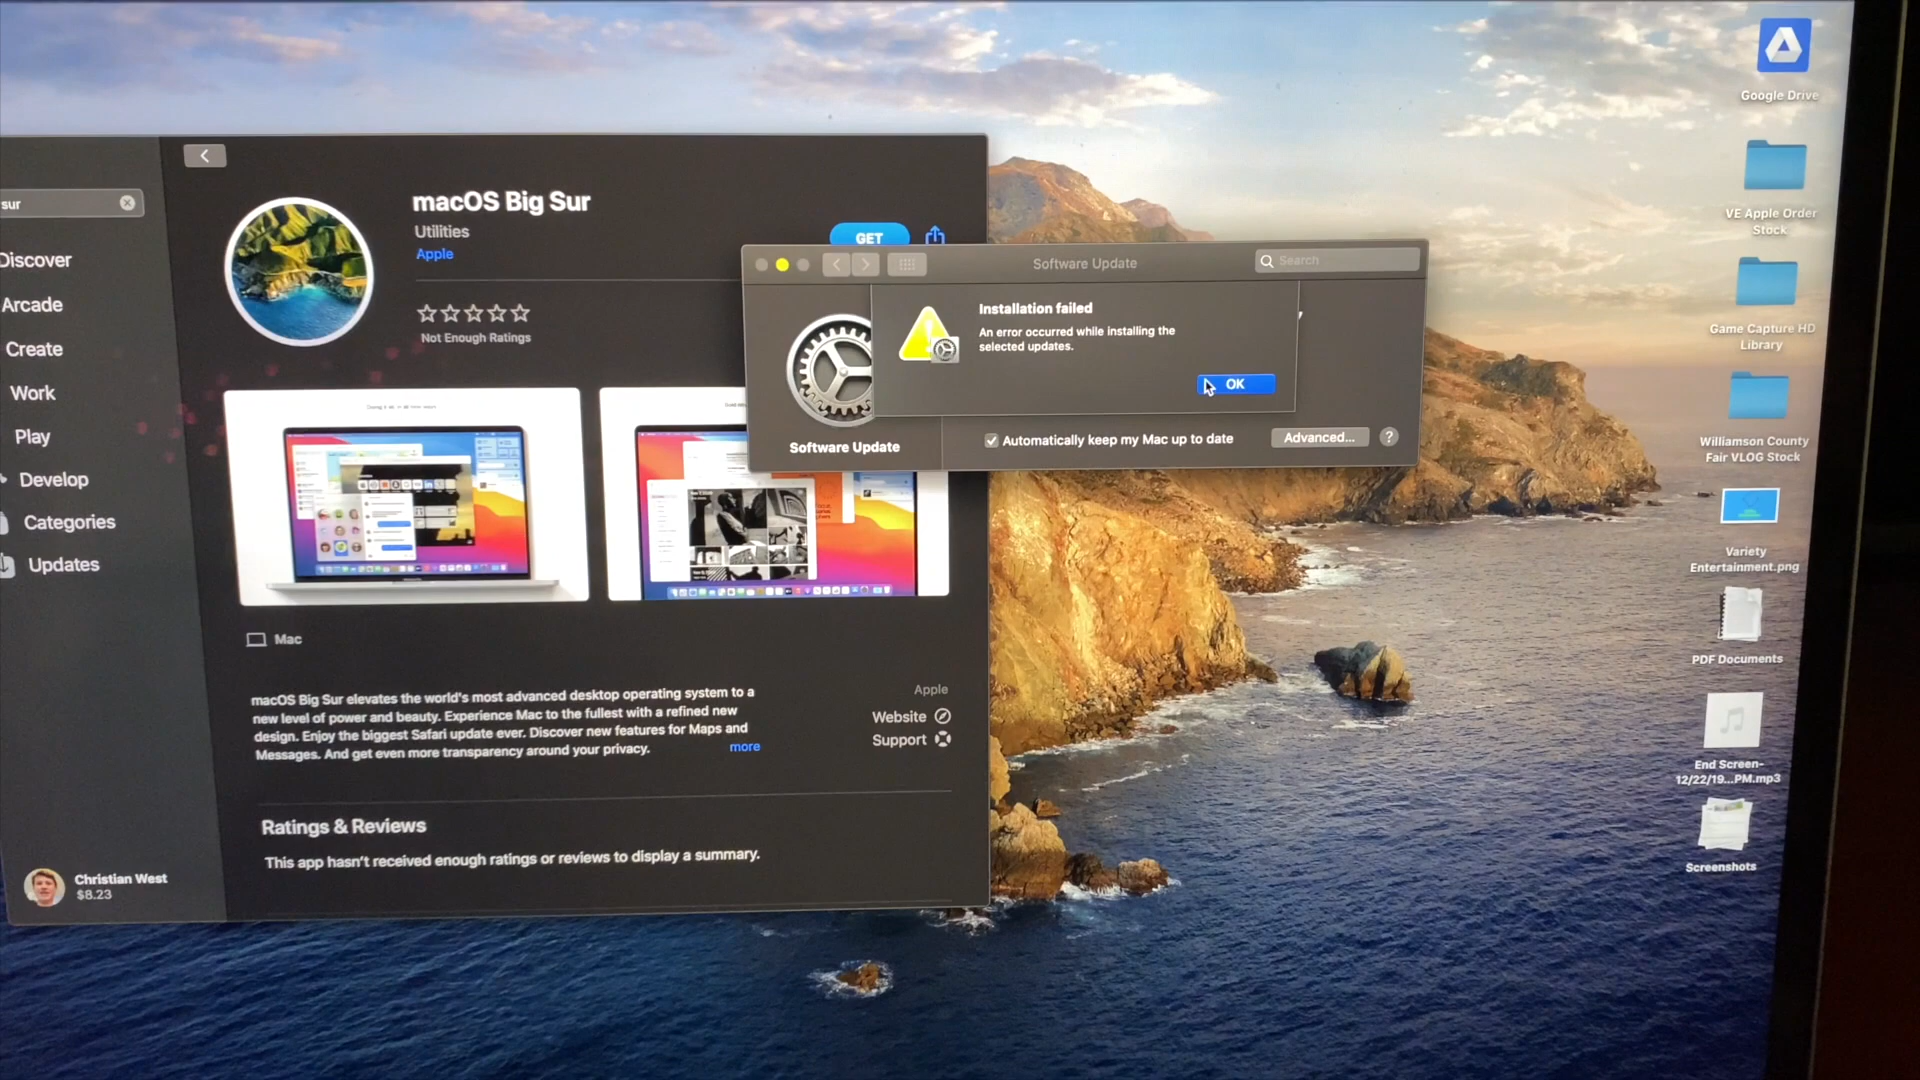 sur
Discover
Arcade
Create
Work
Play
Develop
Categories
Updates
Christian West
$8.23
macOS Big Sur
Utilities
Apple
GET
Not Enough Ratings
Mac
macOS Big Sur elevates the world's most advanced desktop operating system to a
new level of power and beauty. Experience Mac to the fullest with a refined new
design. Enjoy the biggest Safari update ever. Discover new features for Maps and
Messages. And get even more transparency around your privacy.
more
Apple
Website
Support
Ratings & Reviews
This app hasn't received enough ratings or reviews to display a summary.
Software Update
Search
Installation failed
An error occurred while installing the
selected updates.
OK
Software Update
Automatically keep my Mac up to date
Advanced...
?
Google Drive
VE Apple Order
Stock
Game Capture HD
Library
Williamson County
Fair VLOG Stock
Variety
Entertainment.png
PDF Documents
End Screen-
12/22/19...PM.mp3
Screenshots